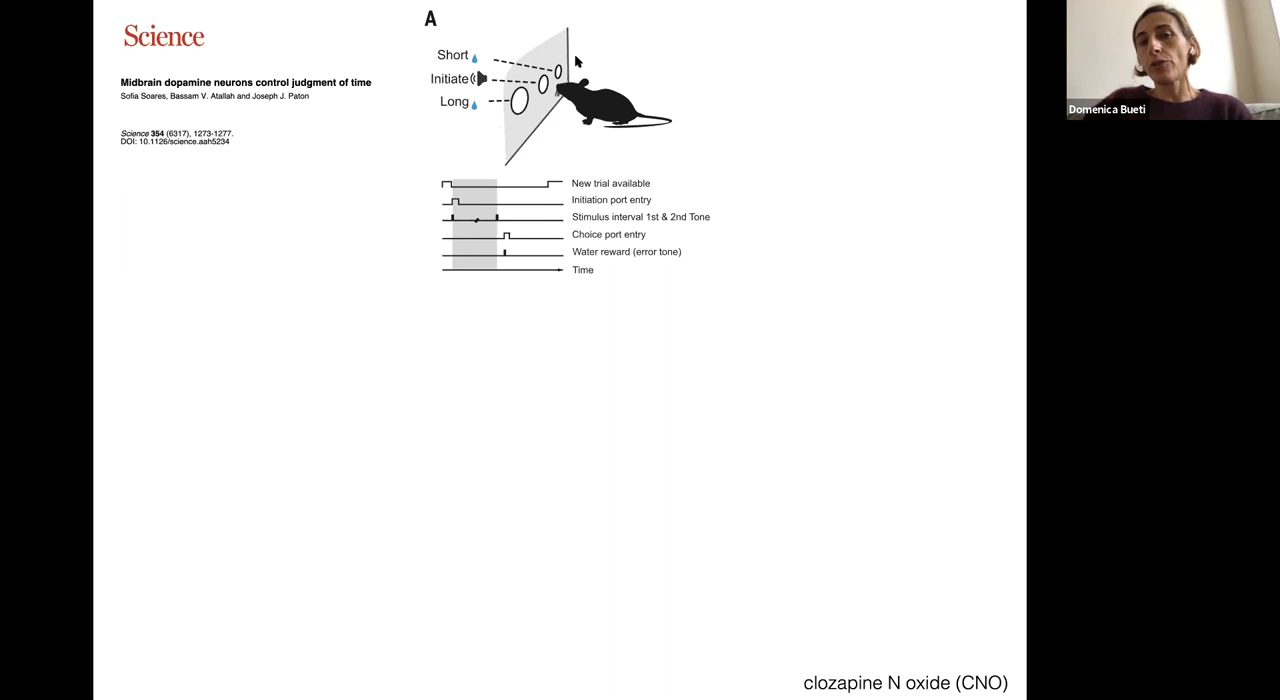 Science
Midbrain dopamine neurons control judgment of time
Sofia Soares, Bassam V. Atallah and Joseph J. Paton
Science 354 (6317), 1273-1277.
DOI: 10.1126/science.aah5234
A
Short
Initiate
Long
New trial available
Initiation port entry
Stimulus interval 1st & 2nd Tone
Choice port entry
Water reward (error tone)
Time
clozapine N oxide (CNO)
Domenica Bueti